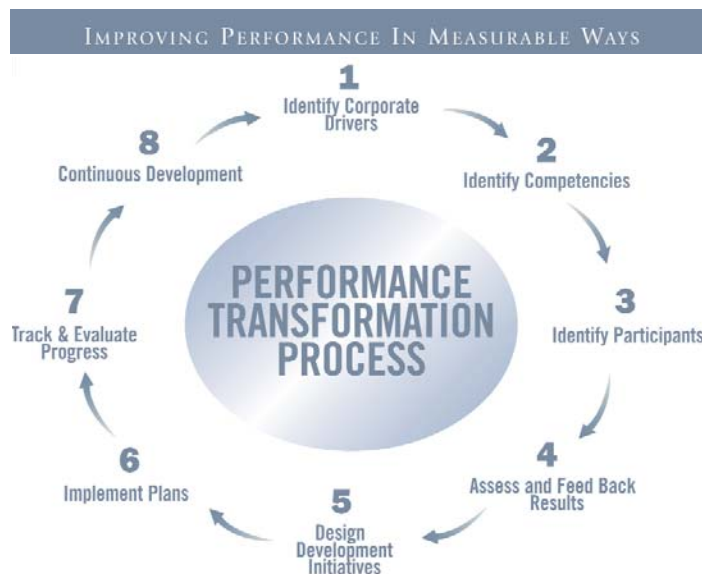 IMPROVING PERFORMANCE IN MEASURABLE WAYS
1
Identify Corporate
Drivers
2
Identify Competencies
3
Identify Participants
4
Assess and Feed Back
Results
5
Design
Development
Initiatives
6
Implement Plans
7
Track & Evaluate
Progress
8
Continuous Development
PERFORMANCE
TRANSFORMATION
PROCESS